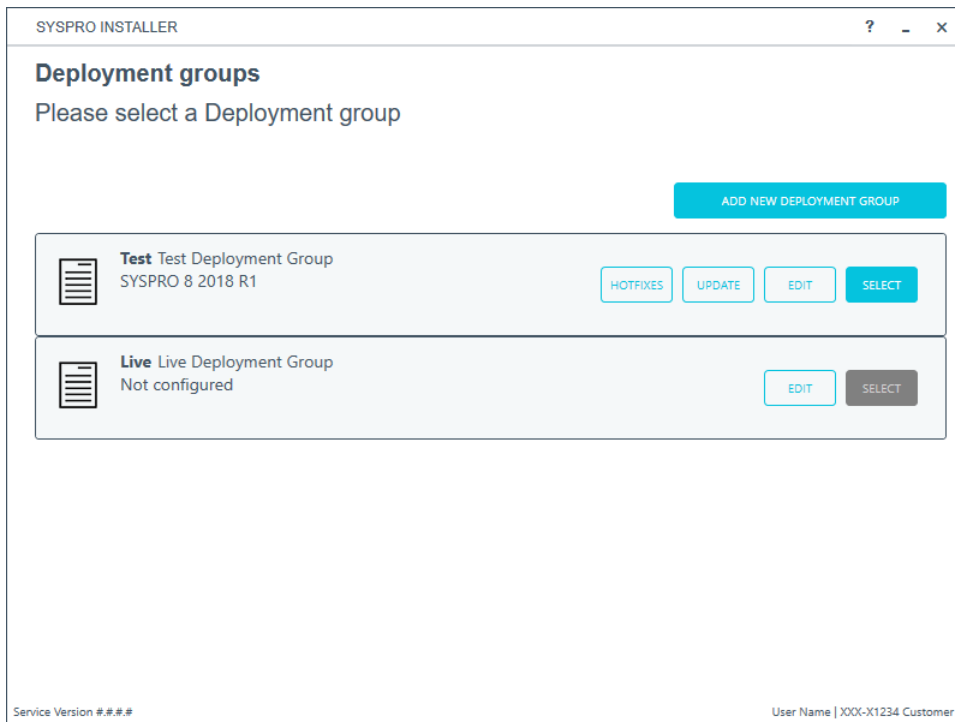 SYSPRO INSTALLER ? - ×
Deployment groups
Please select a Deployment group
ADD NEW DEPLOYMENT GROUP
Test Test Deployment Group
SYSPRO 8 2018 R1
HOTFIXES UPDATE EDIT SELECT
Live Live Deployment Group
Not configured
EDIT SELECT
Service Version #.#.#.# User Name | XXX-X1234 Customer